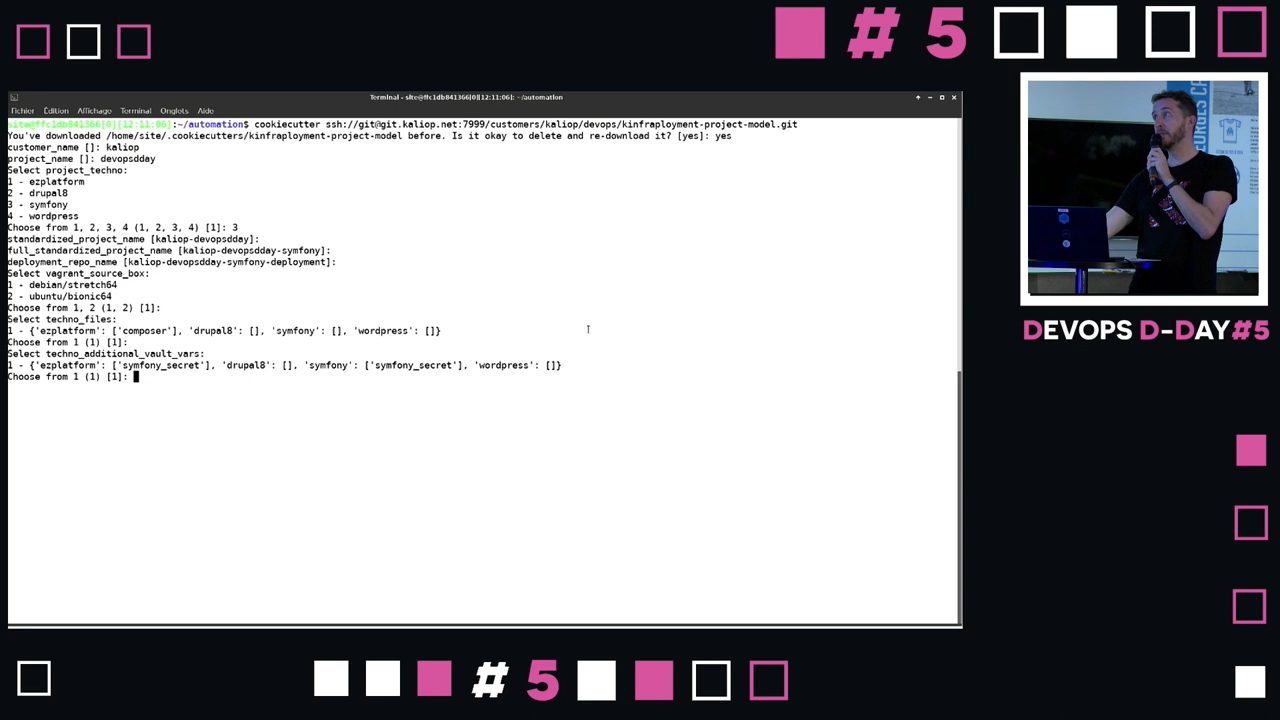 # 5
Terminal - site@ffc1db841366[0][12:11:06]: ~/automation
Fichier Édition Affichage Terminal Onglets Aide
site@ffc1db841366[0][12:11:06]:~/automation$ cookiecutter ssh://git@git.kaliop.net:7999/customers/kaliop/devops/kinfraployment-project-model.git
You've downloaded /home/site/.cookiecutters/kinfraployment-project-model before. Is it okay to delete and re-download it? [yes]: yes
customer_name []: kaliop
project_name []: devopsdday
Select project_techno:
1 - ezplatform
2 - drupal8
3 - symfony
4 - wordpress
Choose from 1, 2, 3, 4 (1, 2, 3, 4) [1]: 3
standardized_project_name [kaliop-devopsdday]:
full_standardized_project_name [kaliop-devopsdday-symfony]:
deployment_repo_name [kaliop-devopsdday-symfony-deployment]:
Select vagrant_source_box:
1 - debian/stretch64
2 - ubuntu/bionic64
Choose from 1, 2 (1, 2) [1]:
Select techno_files:
1 - {'ezplatform': ['composer'], 'drupal8': [], 'symfony': [], 'wordpress': []}
Choose from 1 (1) [1]:
Select techno_additional_vault_vars:
1 - {'ezplatform': ['symfony_secret'], 'drupal8': [], 'symfony': ['symfony_secret'], 'wordpress': []}
Choose from 1 (1) [1]:
DEVOPS D-DAY#5
# 5